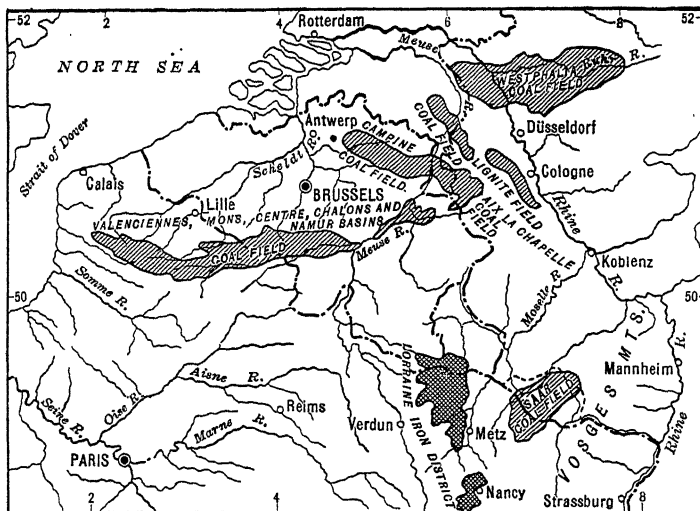 52
2
4
6
8
52
Rotterdam
Meuse
R.
NORTH SEA
WESTPHALIA
COAL FIELD
R.
Strait of Dover
Antwerp
CAMPINE
COAL FIELD
COAL FIELD
Düsseldorf
Scheldt R.
LIGNITE FIELD
Cologne
Calais
BRUSSELS
Rhine
R.
Lille
VALENCIENNES, MONS, CENTRE, CHALONS AND
NAMUR BASINS
COAL FIELD
AIX LA CHAPELLE
COAL
FIELD
Meuse R.
Koblenz
Somme R.
Moselle R.
50
50
VOSGES MTS.
Mannheim
R.
Rhine
LORRAINE IRON DISTRICT
SAAR
COAL FIELD
Aisne R.
Oise R.
Reims
Seine R.
Marne R.
Verdun
Metz
PARIS
Nancy
Strassburg
2
4
8